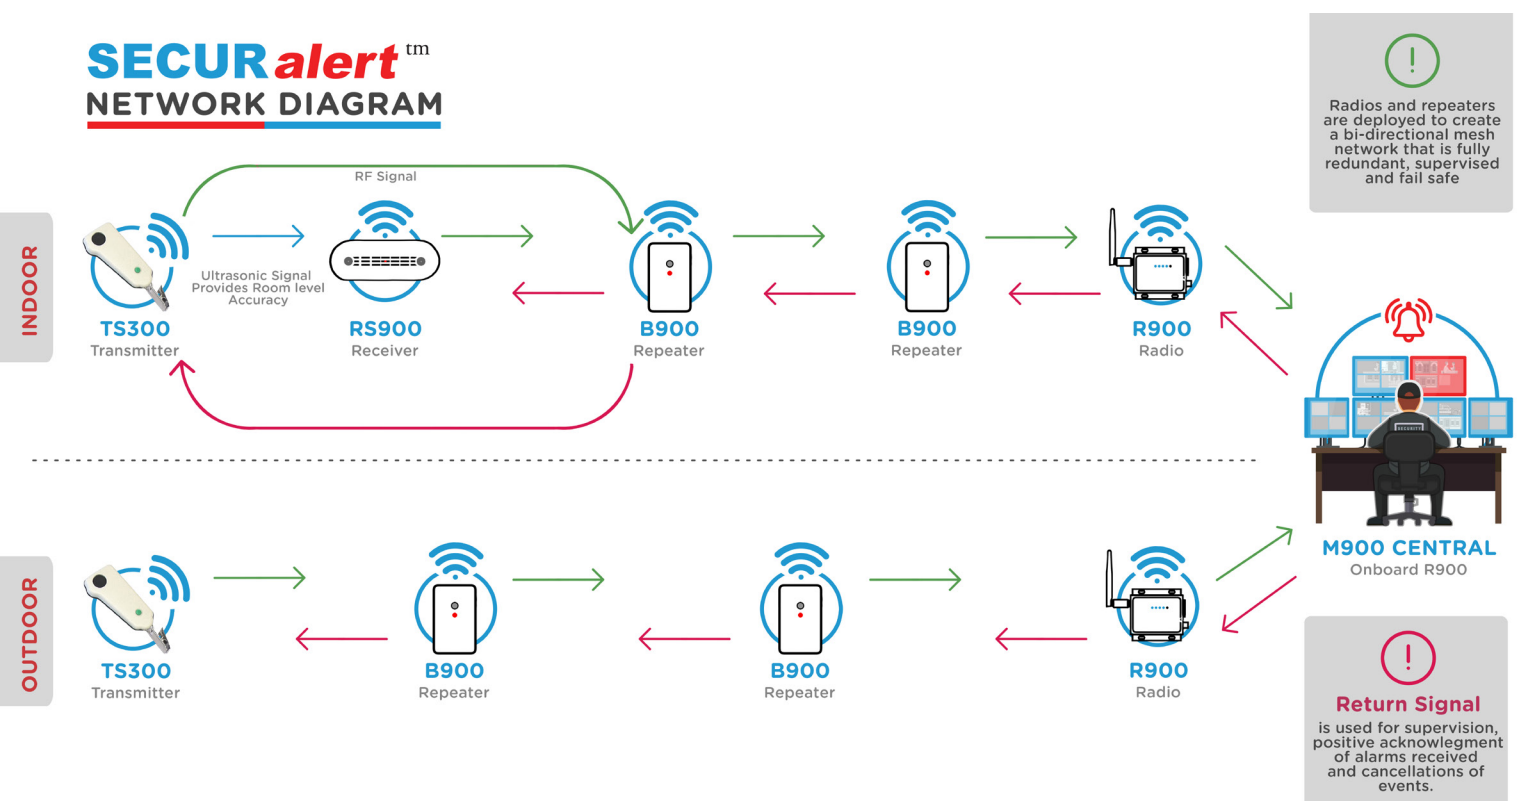 SECURalert tm
NETWORK DIAGRAM
Radios and repeaters
are deployed to create
a bi-directional mesh
network that is fully
redundant, supervised
and fail safe
INDOOR
RF Signal
Ultrasonic Signal
Provides Room level
Accuracy
TS300
Transmitter
RS900
Receiver
B900
Repeater
B900
Repeater
R900
Radio
SECURITY
M900 CENTRAL
Onboard R900
OUTDOOR
TS300
Transmitter
B900
Repeater
B900
Repeater
R900
Radio
Return Signal
is used for supervision,
positive acknowlegment
of alarms received
and cancellations of
events.